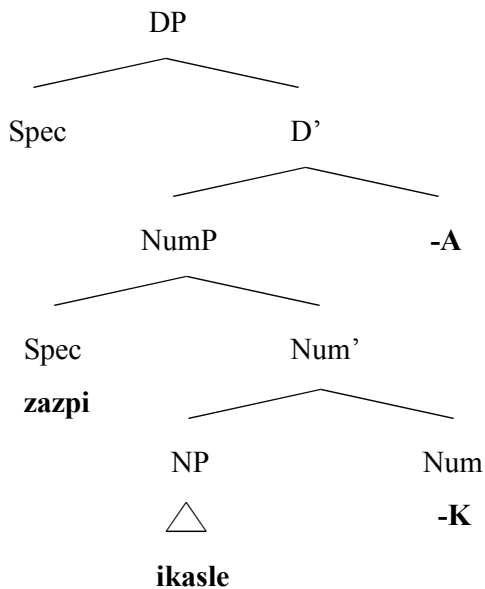 DP
Spec D’
NumP -A
Spec Num’
zazpi
NP Num
-K
ikasle